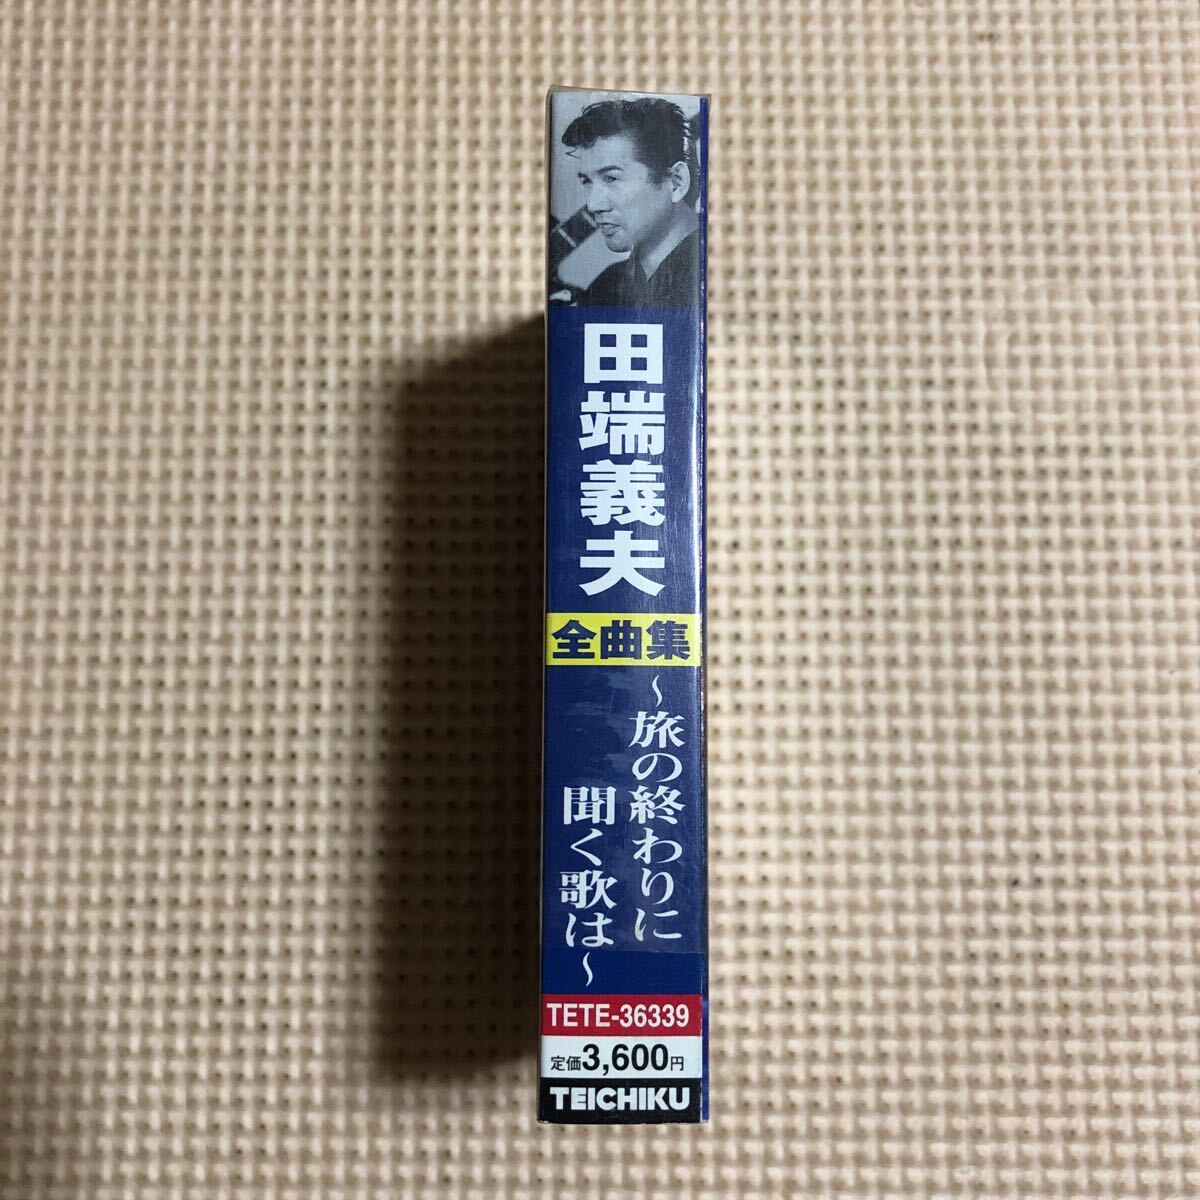 田端義夫
全曲集
〜旅の終わりに
聞く歌は〜
TETE-36339
定価3,600円
TEICHIKU